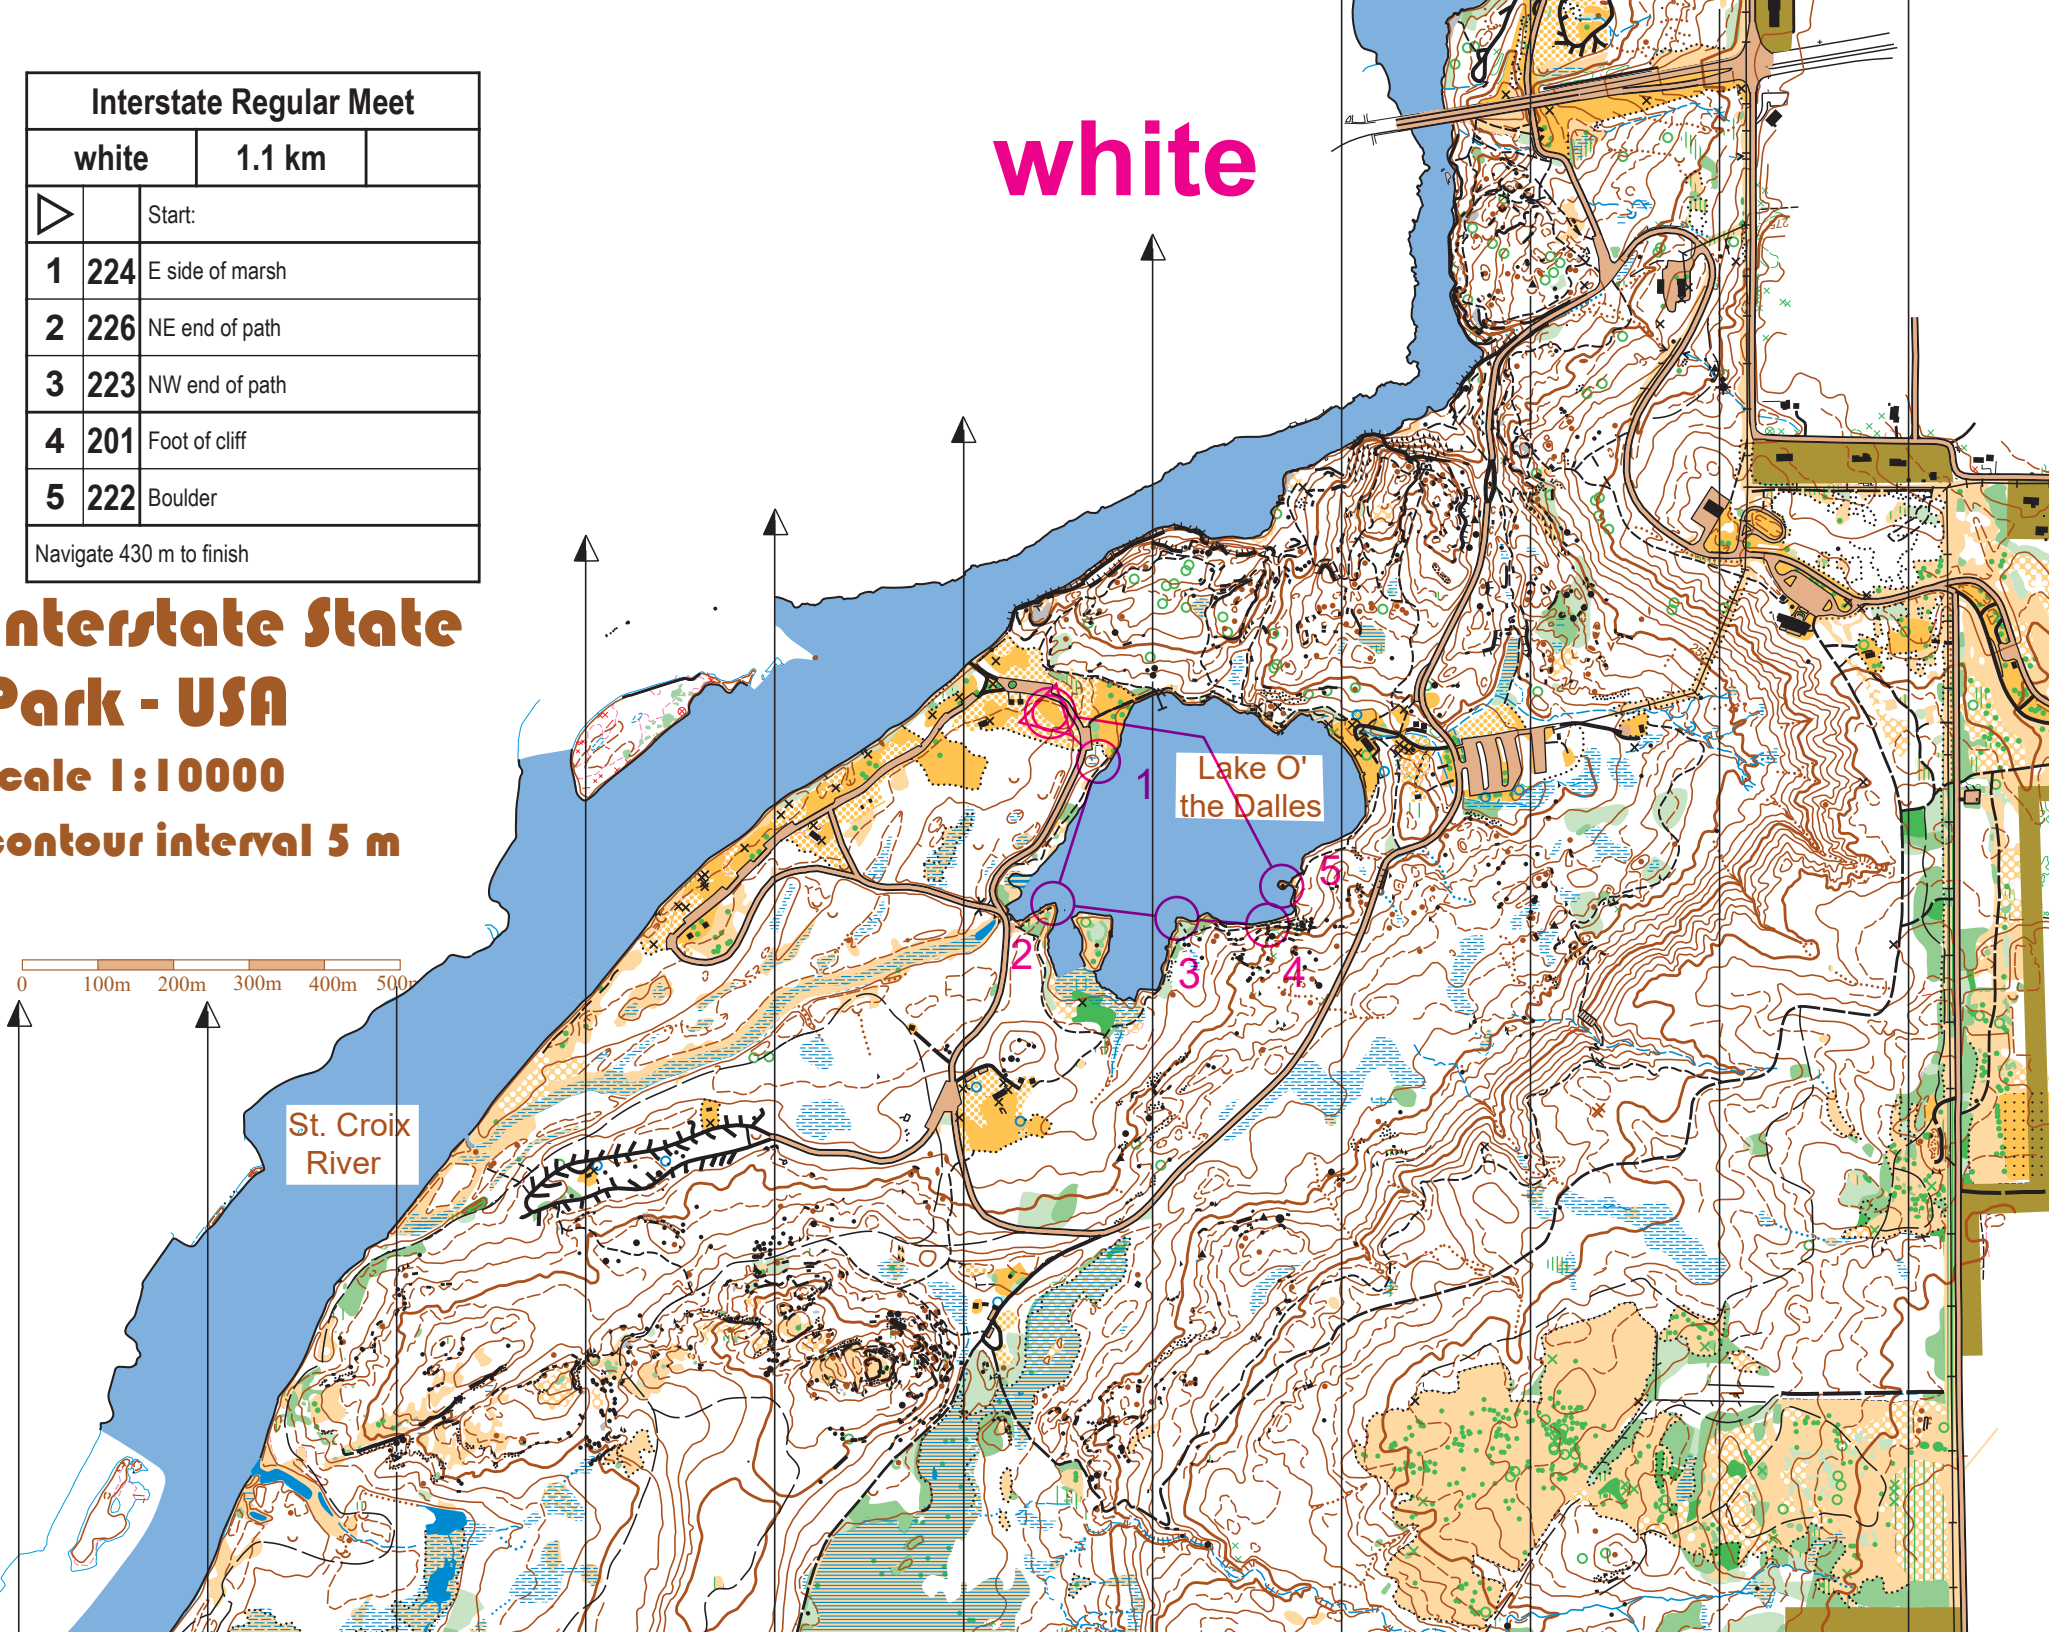 Interstate Regular Meet
white 1.1 km
Start:
1 224 E side of marsh
2 226 NE end of path
3 223 NW end of path
4 201 Foot of cliff
5 222 Boulder
Navigate 430 m to finish
white
nterstate State
Park - USA
cale 1:10000
contour interval 5 m
0 100m 200m 300m 400m 500m
Lake O'
the Dalles
1
2
3
4
5
St. Croix
River
275